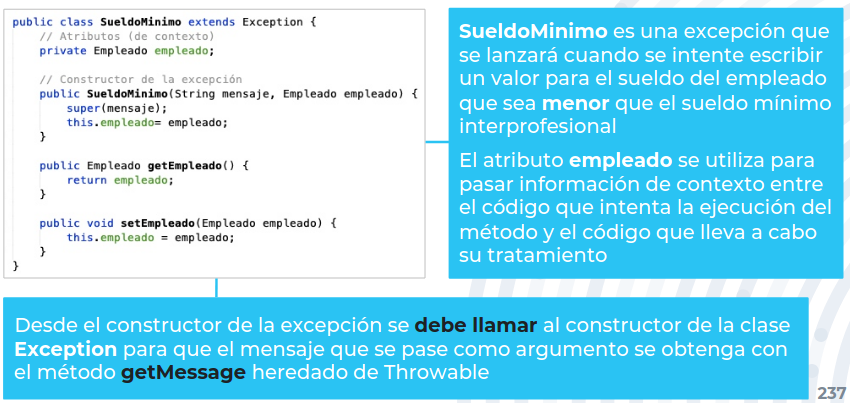 public class SueldoMinimo extends Exception {
// Atributos (de contexto)
private Empleado empleado;
// Constructor de la excepción
public SueldoMinimo(String mensaje, Empleado empleado) {
super(mensaje);
this.empleado= empleado;
}
public Empleado getEmpleado() {
return empleado;
}
public void setEmpleado(Empleado empleado) {
this.empleado = empleado;
}
}
SueldoMinimo es una excepción que
se lanzará cuando se intente escribir
un valor para el sueldo del empleado
que sea menor que el sueldo mínimo
interprofesional
El atributo empleado se utiliza para
pasar información de contexto entre
el código que intenta la ejecución del
método y el código que lleva a cabo
su tratamiento
Desde el constructor de la excepción se debe llamar al constructor de la clase
Exception para que el mensaje que se pase como argumento se obtenga con
el método getMessage heredado de Throwable
237